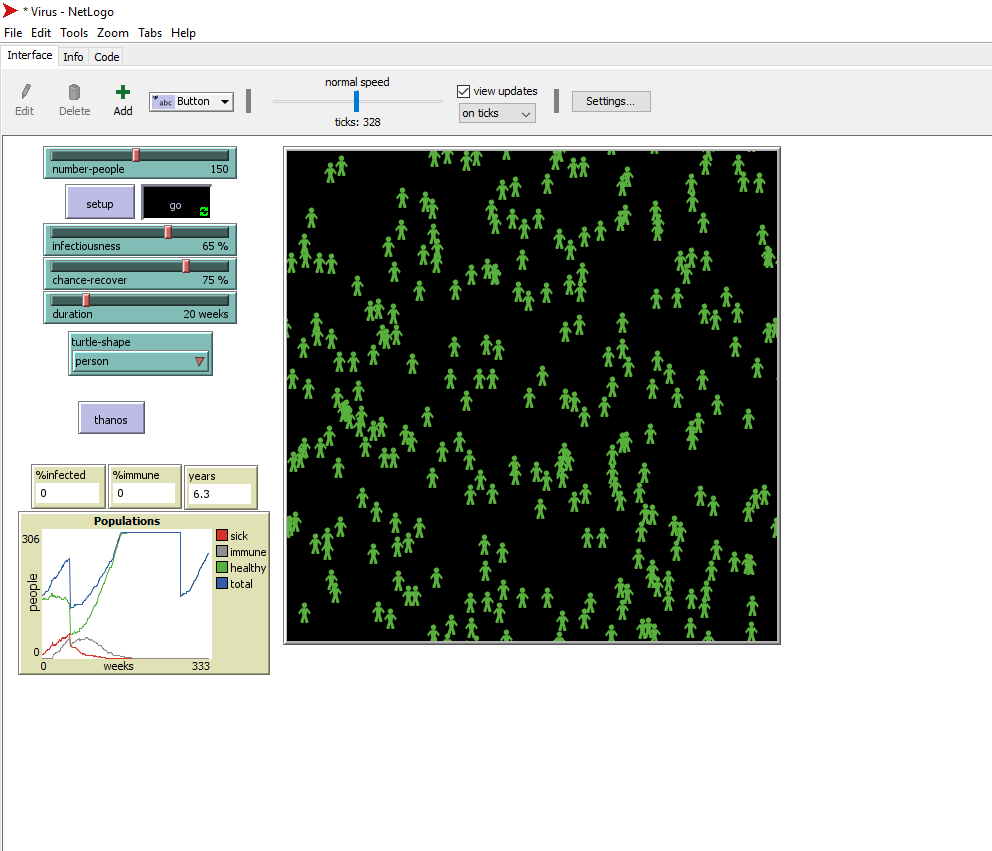 * Virus - NetLogo
File Edit Tools Zoom Tabs Help
Interface Info Code
Edit Delete Add abc Button
normal speed
ticks: 328
view updates
on ticks
Settings...
number-people 150
setup go
infectiousness 65 %
chance-recover 75 %
duration 20 weeks
turtle-shape
person
thanos
%infected %immune years
0 0 6.3
Populations
306
people
0
0 weeks 333
sick
immune
healthy
total